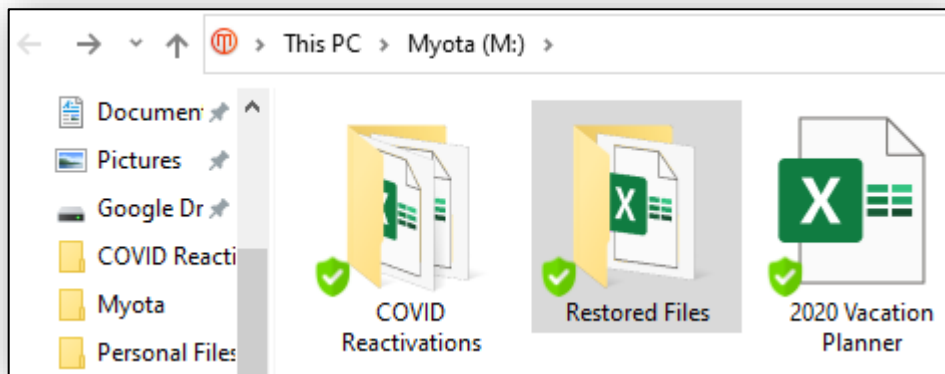 This PC > Myota (M:) >
Documen
Pictures
Google Dr
COVID Reacti
Myota
Personal Files
COVID
Reactivations
Restored Files
2020 Vacation
Planner